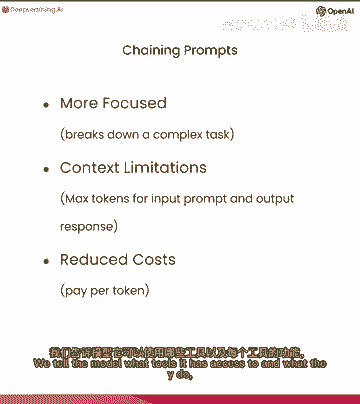 DeepLearning.AI
OpenAI
Chaining Prompts
• More Focused
(breaks down a complex task)
• Context Limitations
(Max tokens for input prompt and output
response)
• Reduced Costs
(pay per token)
我们告诉模型它可以使用哪些工具以及每个工具的功能，
We tell the model what tools it has access to and what the
y do,